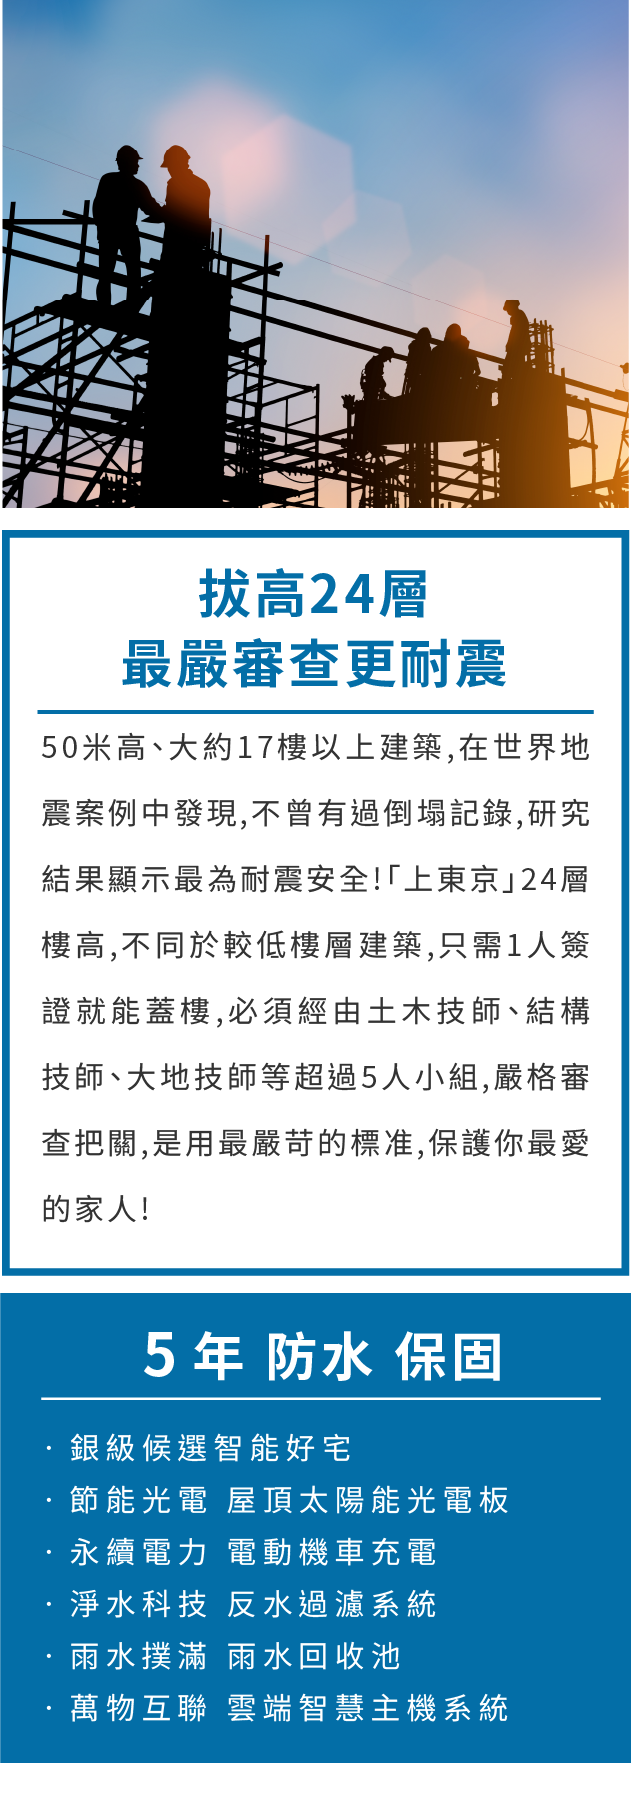 拔高24層
最嚴審查更耐震
50米高、大約17樓以上建築,在世界地
震案例中發現,不曾有過倒塌記錄,研究
結果顯示最為耐震安全!「上東京」24層
樓高,不同於較低樓層建築,只需1人簽
證就能蓋樓,必須經由土木技師、結構
技師、大地技師等超過5人小組,嚴格審
查把關,是用最嚴苛的標准,保護你最愛
的家人!
5年 防水 保固
· 銀級候選智能好宅
· 節能光電 屋頂太陽能光電板
· 永續電力 電動機車充電
· 淨水科技 反水過濾系統
· 雨水撲滿 雨水回收池
· 萬物互聯 雲端智慧主機系統